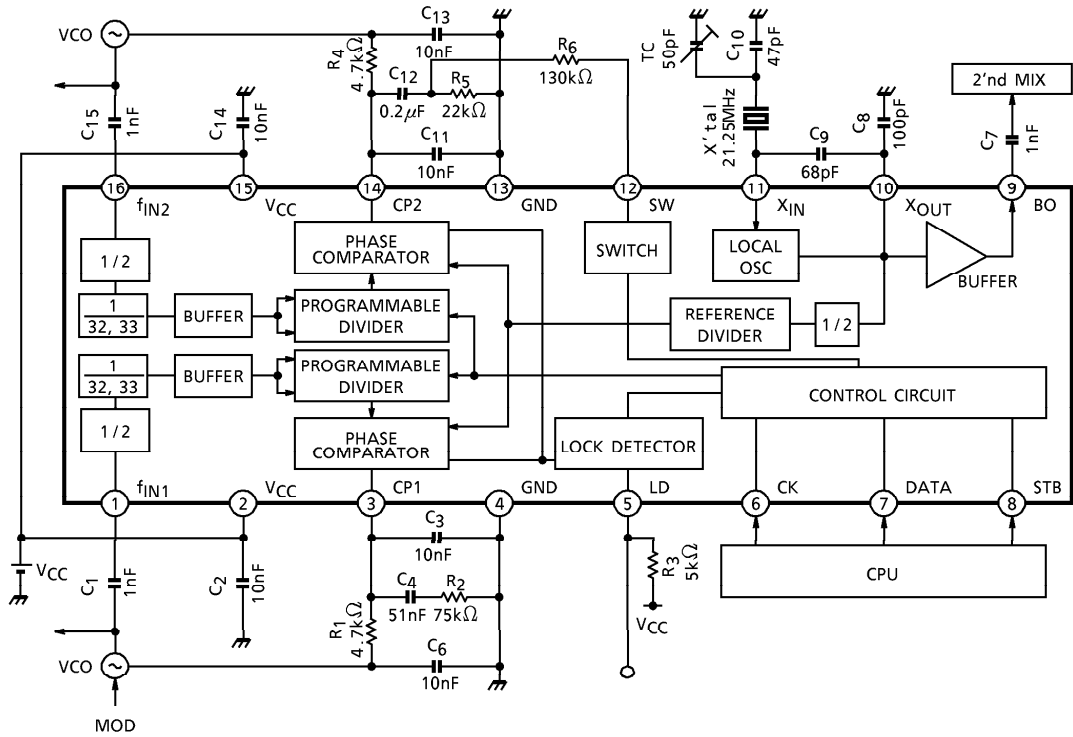 VCO
C13
10nF
R4
4.7kΩ
C12
0.2μF
R5
22kΩ
R6
130kΩ
TC
50pF
C10
47pF
2'nd MIX
C15
1nF
C14
10nF
C11
10nF
X'tal
21.25MHz
C9
68pF
C8
100pF
C7
1nF
16
15
14
13
12
11
10
9
fIN2
VCC
CP2
GND
SW
XIN
XOUT
BO
1/2
PHASE
COMPARATOR
SWITCH
LOCAL
OSC
BUFFER
1
32, 33
BUFFER
PROGRAMMABLE
DIVIDER
REFERENCE
DIVIDER
1/2
1
32, 33
BUFFER
PROGRAMMABLE
DIVIDER
CONTROL CIRCUIT
1/2
PHASE
COMPARATOR
LOCK DETECTOR
fIN1
VCC
CP1
GND
LD
CK
DATA
STB
1
2
3
4
5
6
7
8
VCC
C1
1nF
C2
10nF
C3
10nF
C4
51nF
R2
75kΩ
R1
4.7kΩ
C6
10nF
R3
5kΩ
VCC
CPU
VCO
MOD